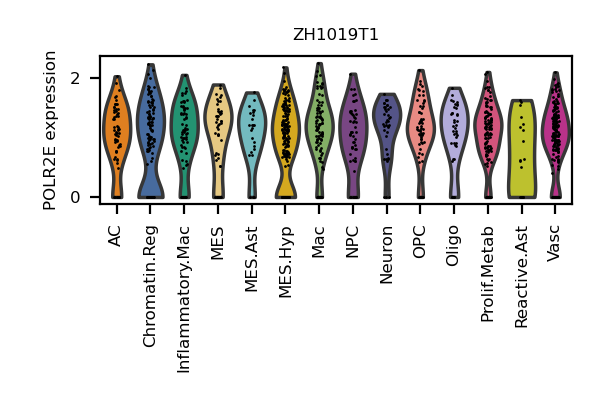 ZH1019T1
POLR2E expression
2
0
AC
Chromatin.Reg
Inflammatory.Mac
MES
MES.Ast
MES.Hyp
Mac
NPC
Neuron
OPC
Oligo
Prolif.Metab
Reactive.Ast
Vasc